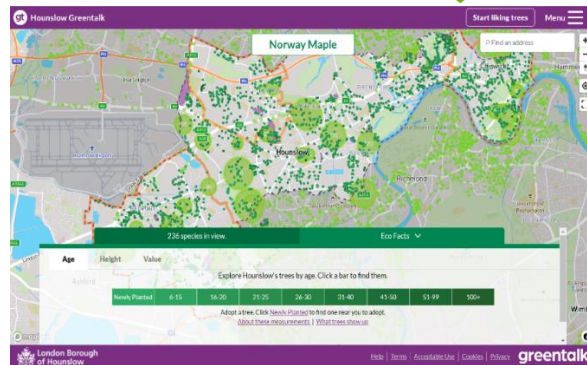 gt Hounslow Greentalk
Start liking trees
Menu
Norway Maple
Find an address
Hounslow
Richmond
236 species in view.
Eco Facts
Age Height Value
Explore Hounslow's trees by age. Click a bar to find them.
Newly Planted 6-15 16-20 21-25 26-30 31-40 41-50 51-99 100+
Adopt a tree. Click Newly Planted to find one near you to adopt.
About these measurements | What trees show up
London Borough
of Hounslow
Help | Terms | Acceptable Use | Cookies | Privacy
greentalk